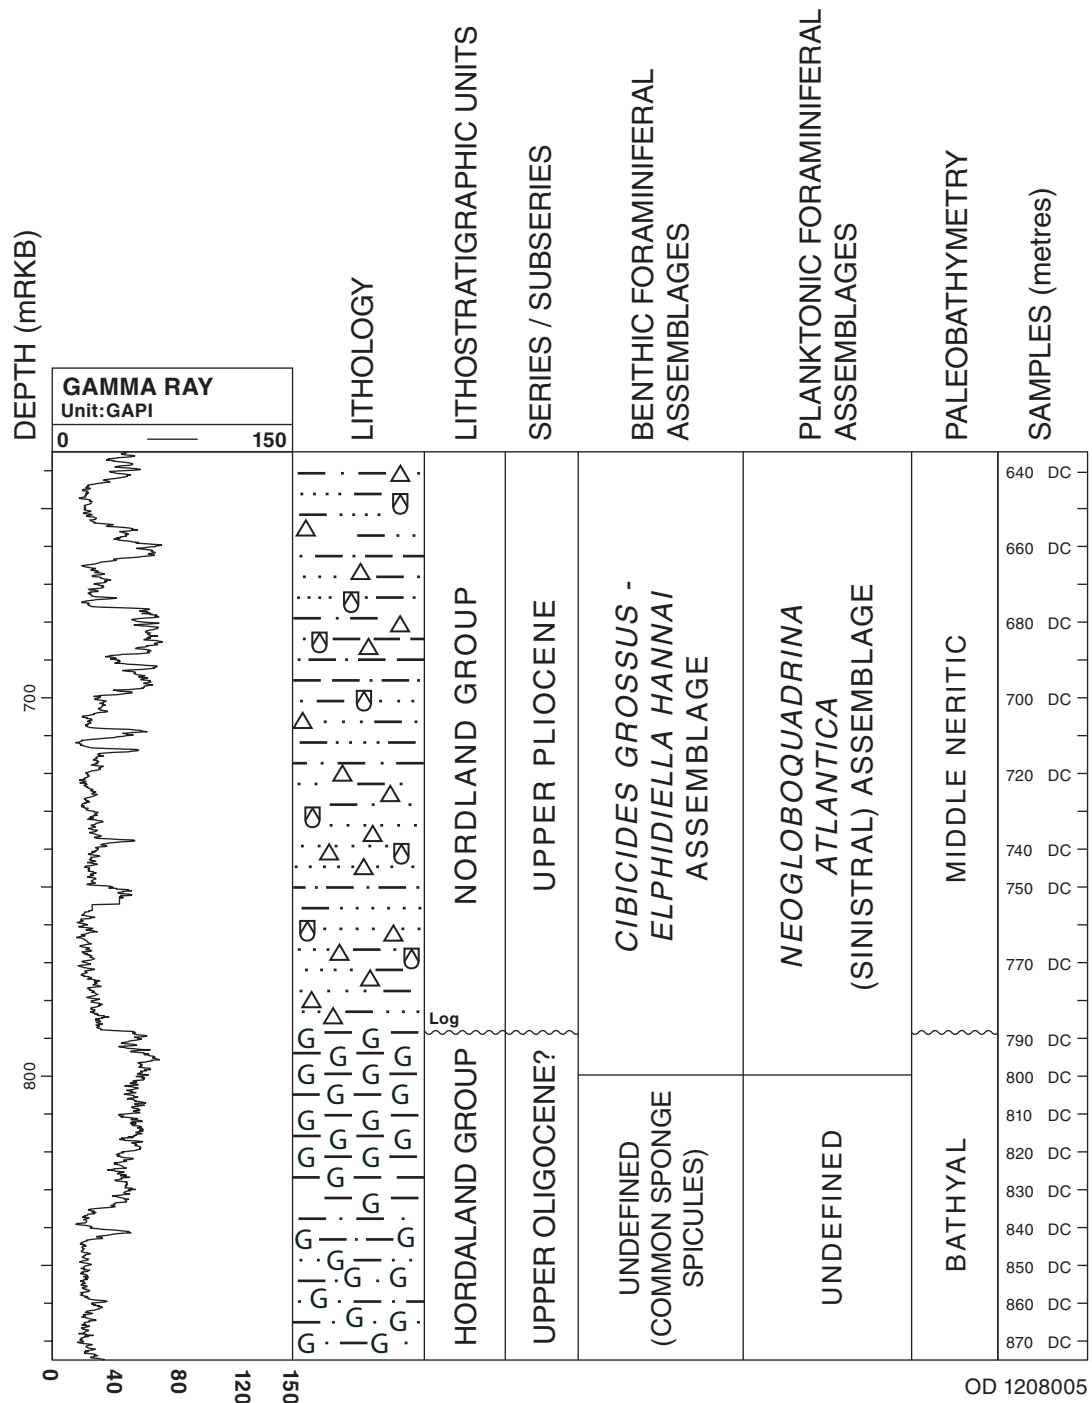 DEPTH (mRKB)
GAMMA RAY
Unit:GAPI
0 150
LITHOLOGY
LITHOSTRATIGRAPHIC UNITS
SERIES / SUBSERIES
BENTHIC FORAMINIFERAL
ASSEMBLAGES
PLANKTONIC FORAMINIFERAL
ASSEMBLAGES
PALEOBATHYMETRY
SAMPLES (metres)
700
800
NORDLAND GROUP
UPPER PLIOCENE
CIBICIDES GROSSUS -
ELPHIDIELLA HANNAI
ASSEMBLAGE
NEOGLOBOQUADRINA
ATLANTICA
(SINISTRAL) ASSEMBLAGE
MIDDLE NERITIC
640 DC
660 DC
680 DC
700 DC
720 DC
740 DC
750 DC
770 DC
790 DC
800 DC
810 DC
820 DC
830 DC
840 DC
850 DC
860 DC
870 DC
Log
G G
G G
G G
G G
G G
G G
G G
G
G
G G
G
G G
G
G G
G G
HORDALAND GROUP
UPPER OLIGOCENE?
UNDEFINED
(COMMON SPONGE
SPICULES)
UNDEFINED
BATHYAL
0 40 80 120 150
OD 1208005